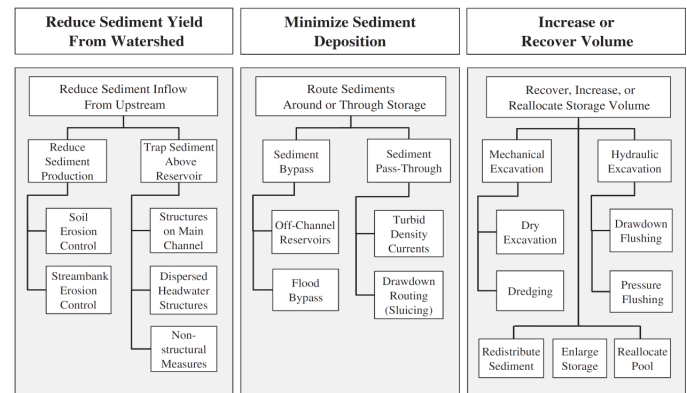 Reduce Sediment Yield
From Watershed
Minimize Sediment
Deposition
Increase or
Recover Volume
Reduce Sediment Inflow
From Upstream
Reduce
Sediment
Production
Trap Sediment
Above
Reservoir
Soil
Erosion
Control
Streambank
Erosion
Control
Structures
on Main
Channel
Dispersed
Headwater
Structures
Non-
structural
Measures
Route Sediments
Around or Through Storage
Sediment
Bypass
Sediment
Pass-Through
Off-Channel
Reservoirs
Flood
Bypass
Turbid
Density
Currents
Drawdown
Routing
(Sluicing)
Recover, Increase, or
Reallocate Storage Volume
Mechanical
Excavation
Hydraulic
Excavation
Dry
Excavation
Dredging
Drawdown
Flushing
Pressure
Flushing
Redistribute
Sediment
Enlarge
Storage
Reallocate
Pool